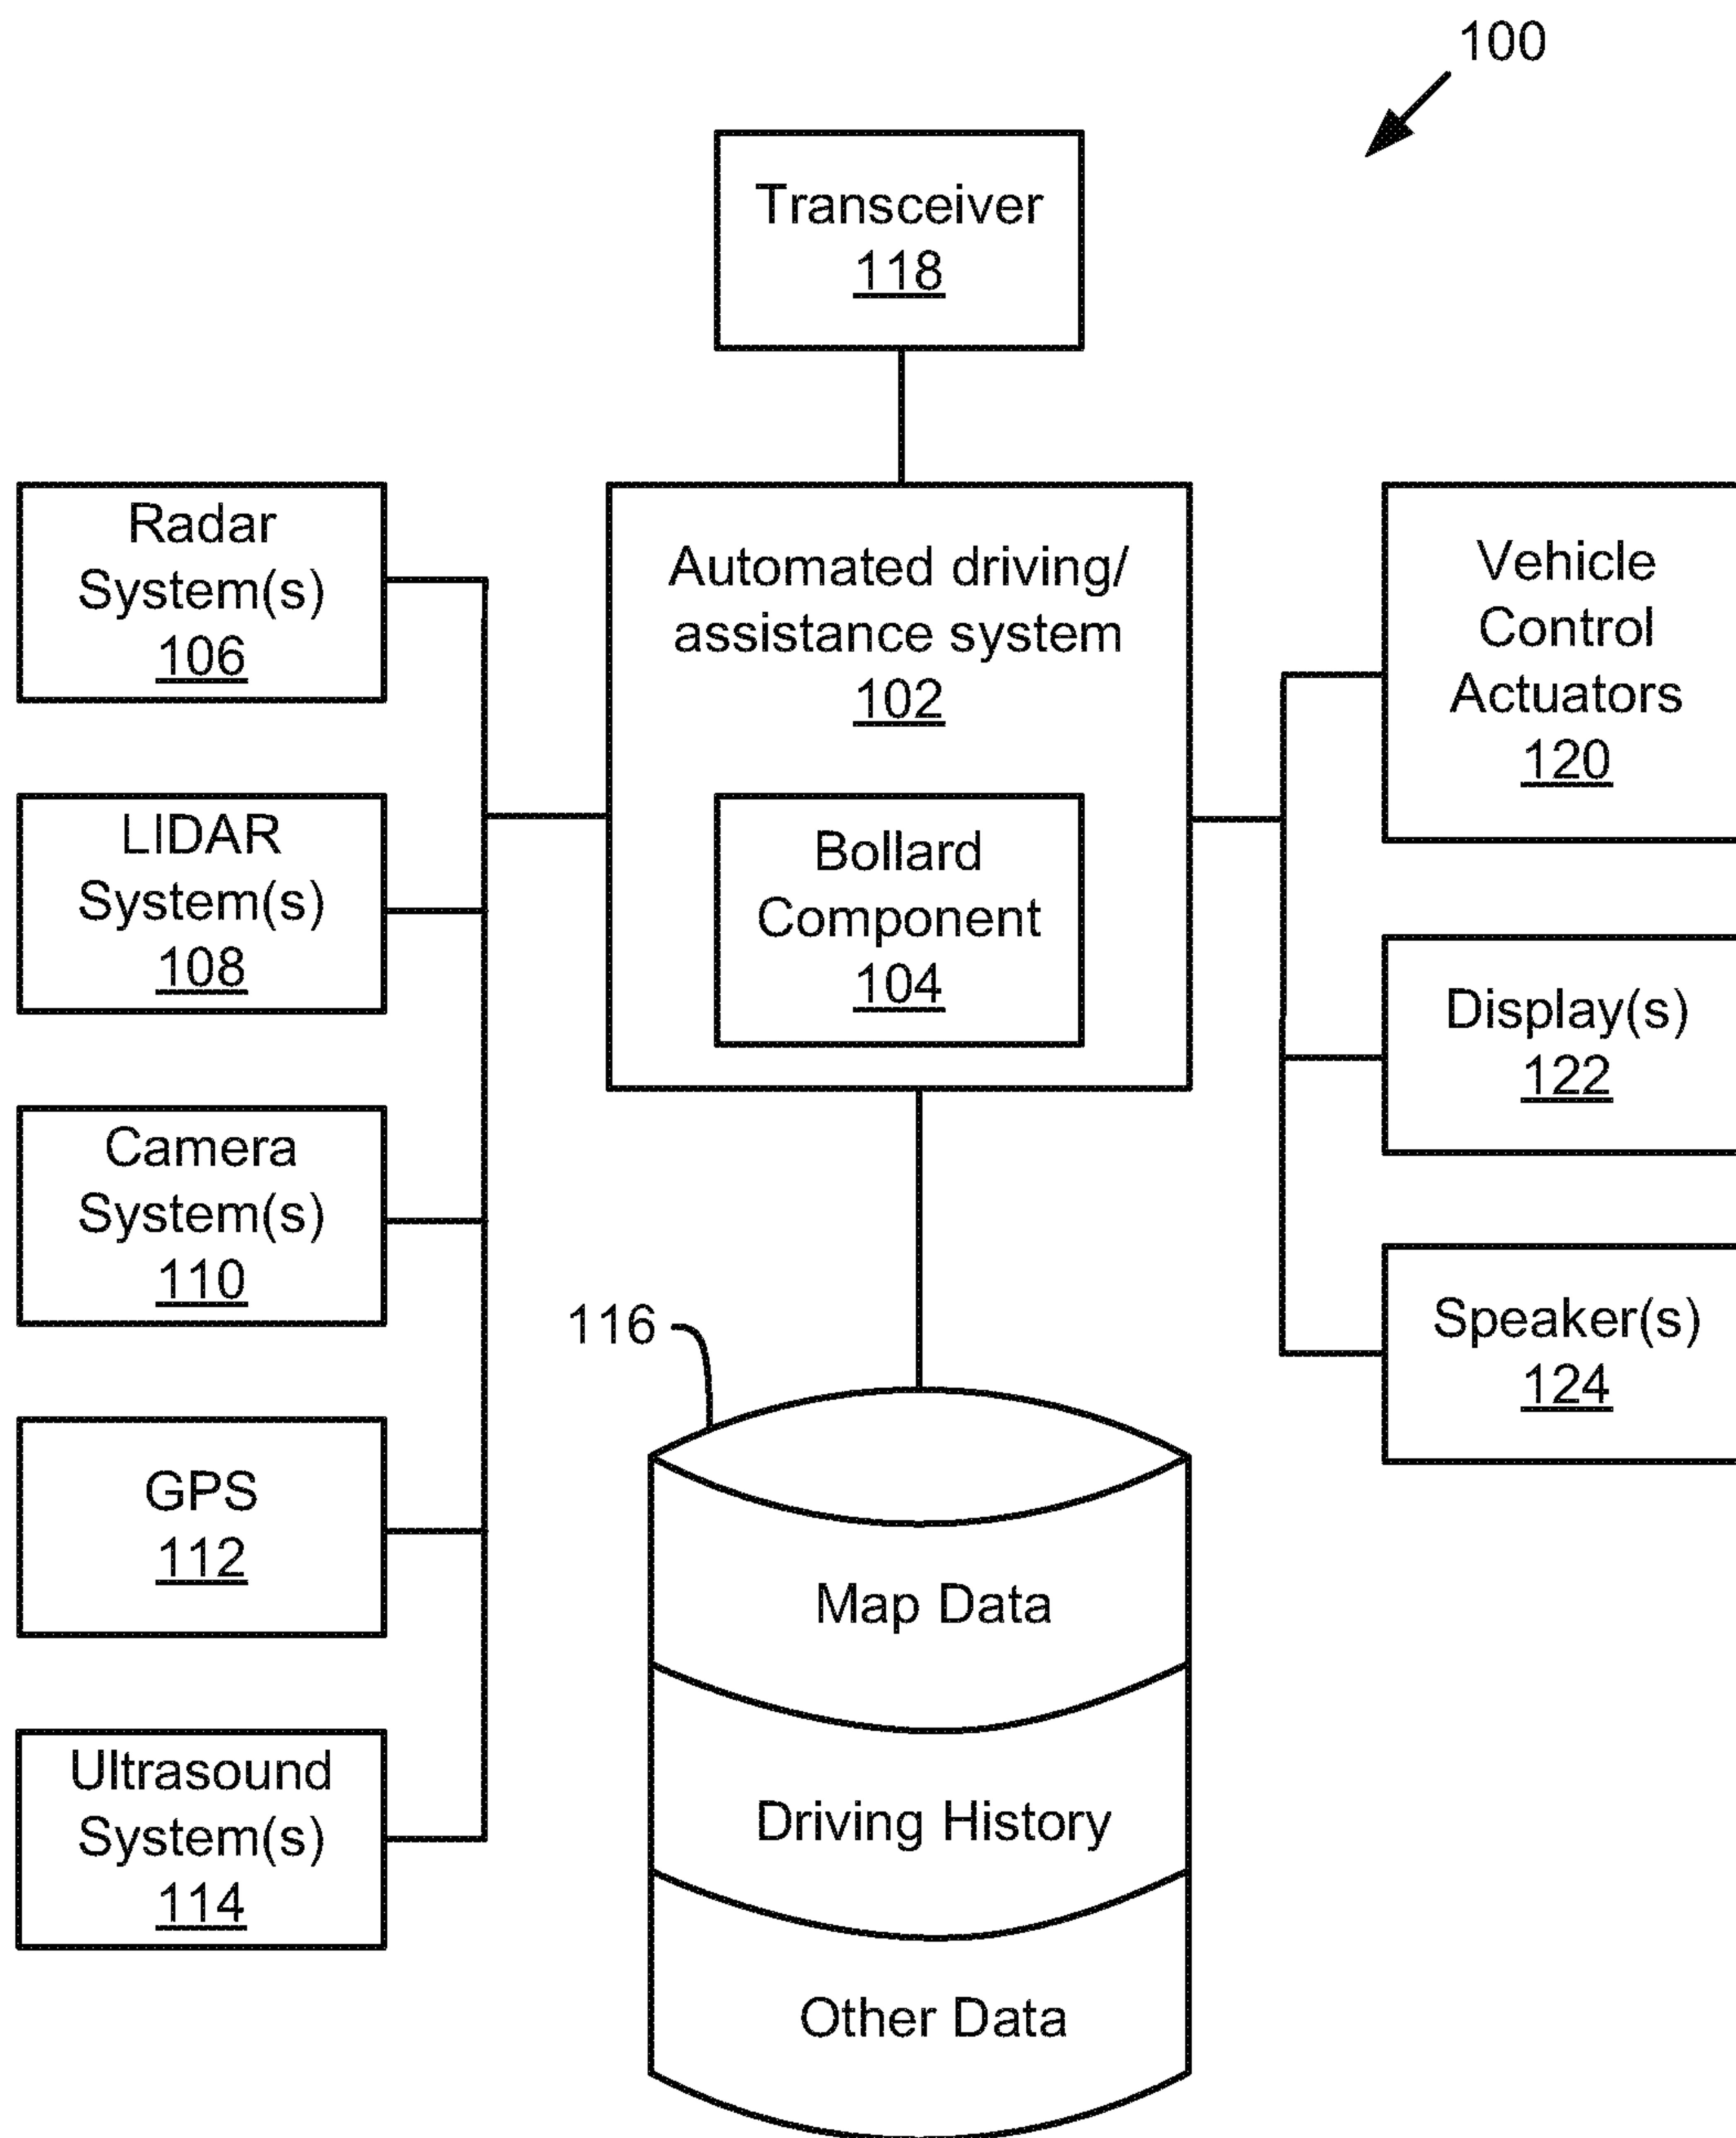 100
Transceiver
118
Radar
System(s)
106
Automated driving/
assistance system
102
Vehicle
Control
Actuators
120
LIDAR
System(s)
108
Bollard
Component
104
Display(s)
122
Camera
System(s)
110
116
Speaker(s)
124
GPS
112
Map Data
Ultrasound
System(s)
114
Driving History
Other Data